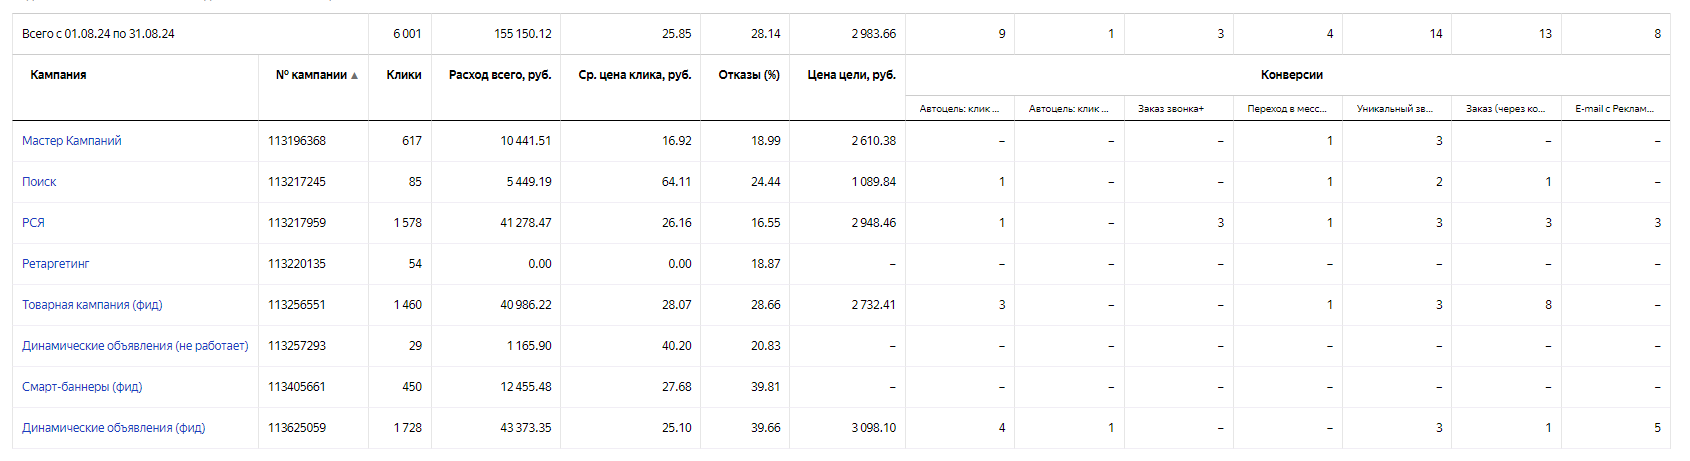 Всего с 01.08.24 по 31.08.24 6 001 155 150.12 25.85 28.14 2 983.66 9 1 3 4 14 13 8
Кампания № кампании ▲ Клики Расход всего, руб. Ср. цена клика, руб. Отказы (%) Цена цели, руб. Конверсии
Автоцель: клик ... Автоцель: клик ... Заказ звонка+ Переход в месс... Уникальный зв... Заказ (через ко... E-mail с Реклам...
Мастер Кампаний 113196368 617 10 441.51 16.92 18.99 2 610.38 – – – 1 3 – –
Поиск 113217245 85 5 449.19 64.11 24.44 1 089.84 1 – – 1 2 1 –
РСЯ 113217959 1 578 41 278.47 26.16 16.55 2 948.46 1 – 3 1 3 3 3
Ретаргетинг 113220135 54 0.00 0.00 18.87 – – – – – – – –
Товарная кампания (фид) 113256551 1 460 40 986.22 28.07 28.66 2 732.41 3 – – 1 3 8 –
Динамические объявления (не работает) 113257293 29 1 165.90 40.20 20.83 – – – – – – – –
Смарт-баннеры (фид) 113405661 450 12 455.48 27.68 39.81 – – – – – – – –
Динамические объявления (фид) 113625059 1 728 43 373.35 25.10 39.66 3 098.10 4 1 – – 3 1 5